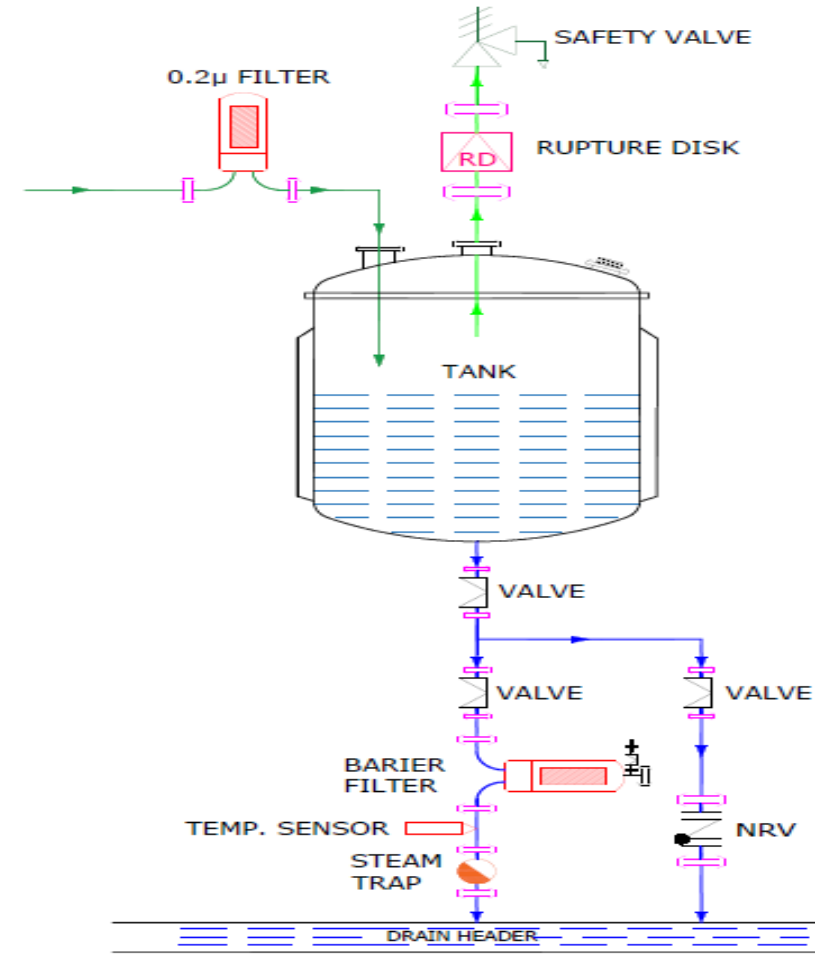 SAFETY VALVE
0.2µ FILTER
RUPTURE DISK
RD
TANK
VALVE
VALVE
VALVE
BARIER
FILTER
TEMP. SENSOR
NRV
STEAM
TRAP
DRAIN HEADER